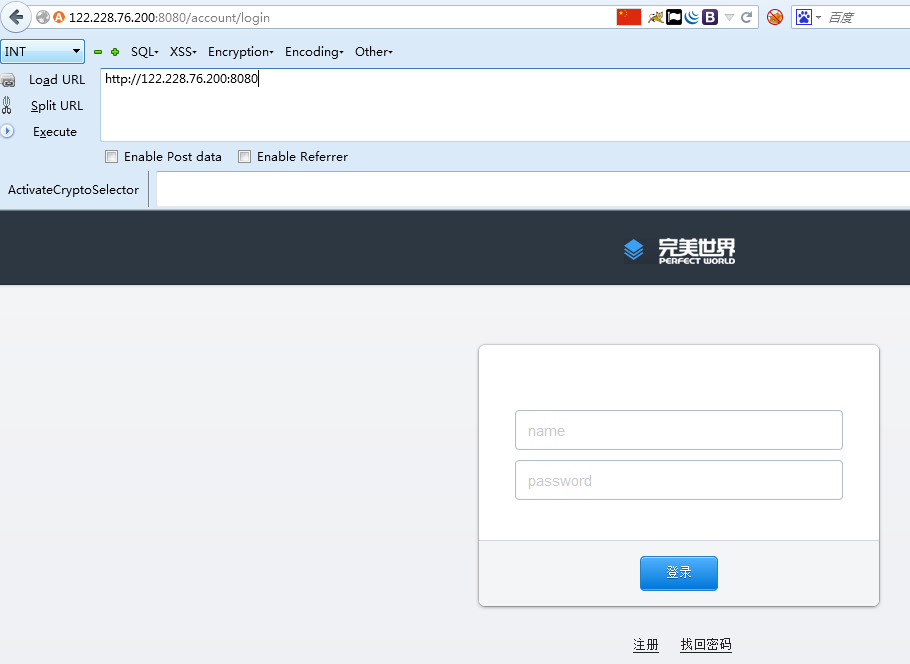 122.228.76.200:8080/account/login
百度
INT
SQL
XSS
Encryption
Encoding
Other
Load URL
http://122.228.76.200:8080
Split URL
Execute
Enable Post data
Enable Referrer
ActivateCryptoSelector
完美世界
PERFECT WORLD
name
password
登录
注册
找回密码